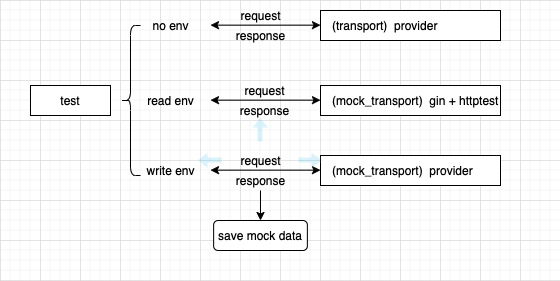 no env
request
response
(transport) provider
test
read env
request
response
(mock_transport) gin + httptest
write env
request
response
(mock_transport) provider
save mock data